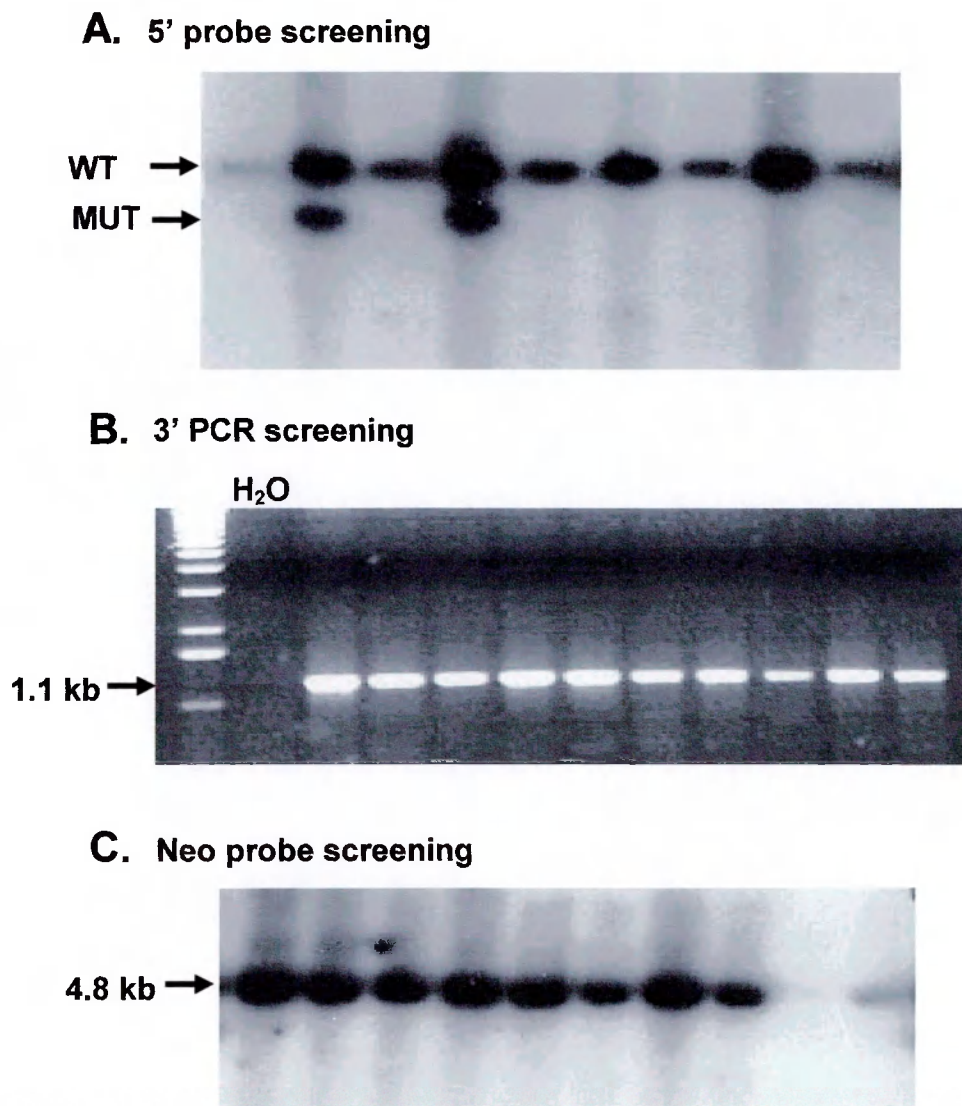 A. 5' probe screening
WT
MUT
B. 3' PCR screening
H₂O
1.1 kb
C. Neo probe screening
4.8 kb